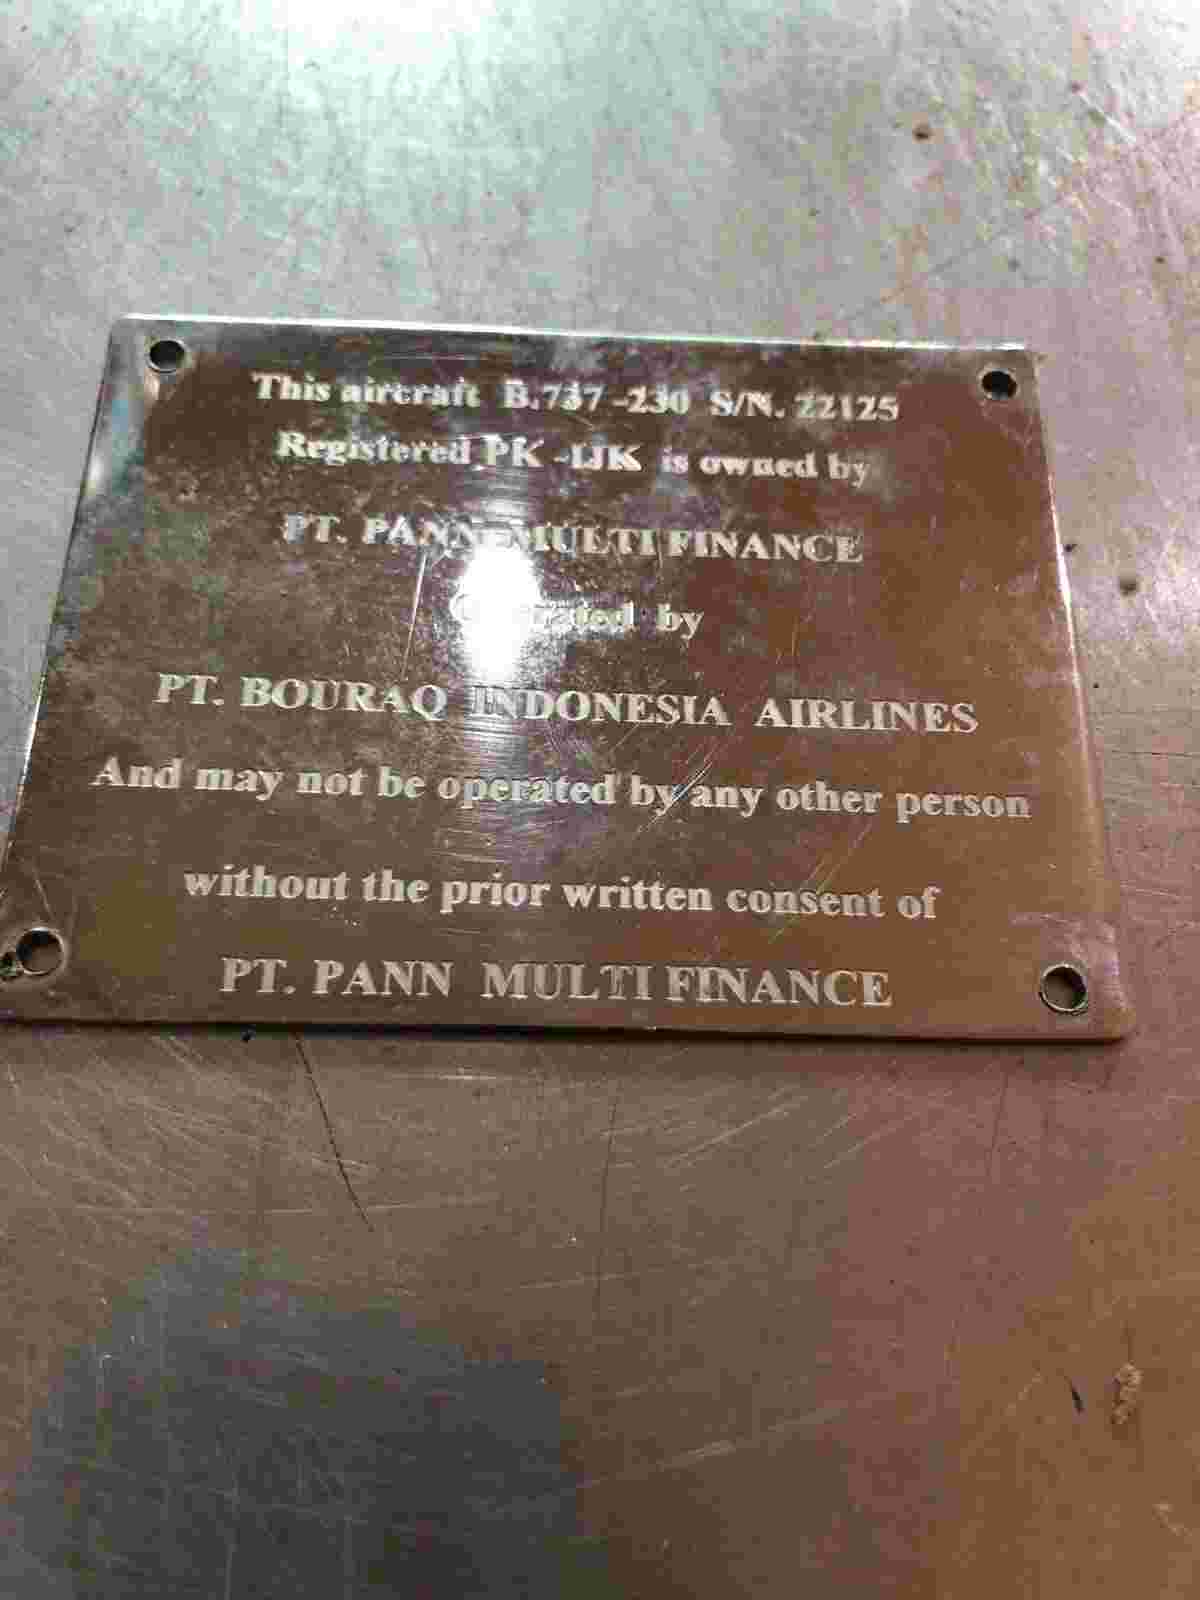 This aircraft B.737-230 S/N. 22125
Registered PK-IJK is owned by
PT. PANN MULTI FINANCE
Operated by
PT. BOURAQ INDONESIA AIRLINES
And may not be operated by any other person
without the prior written consent of
PT. PANN MULTI FINANCE